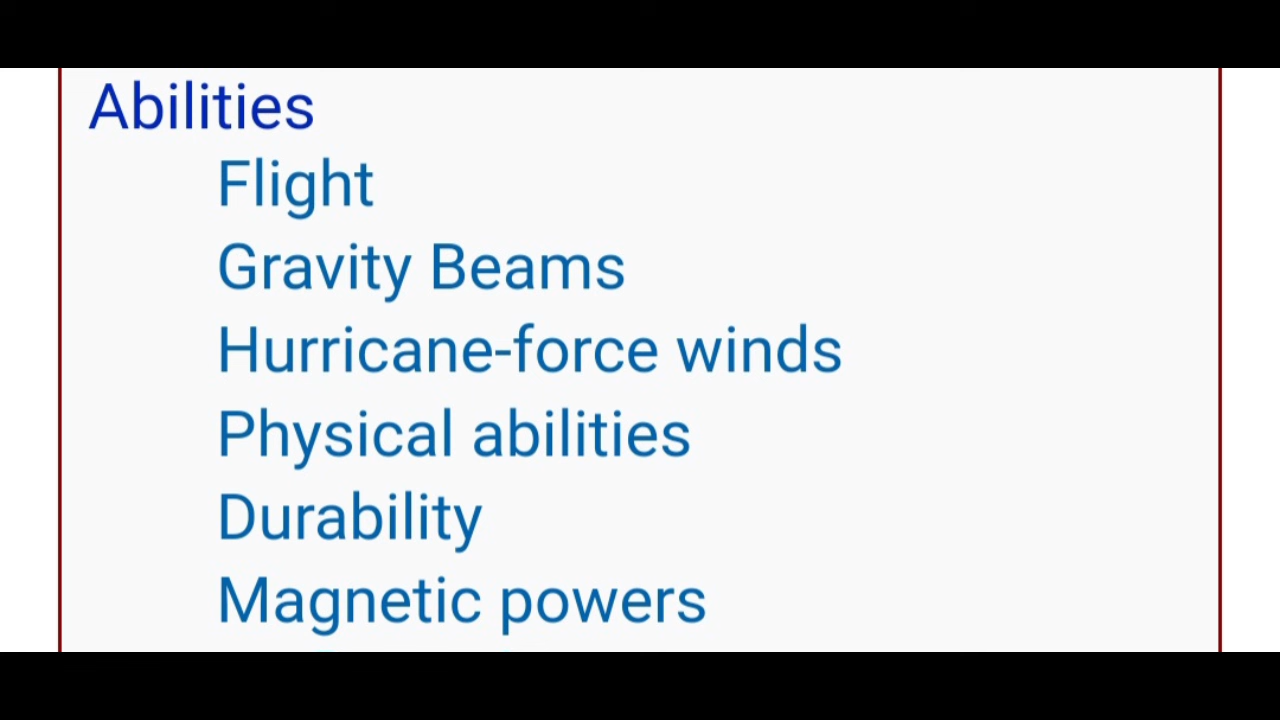 Abilities
Flight
Gravity Beams
Hurricane-force winds
Physical abilities
Durability
Magnetic powers